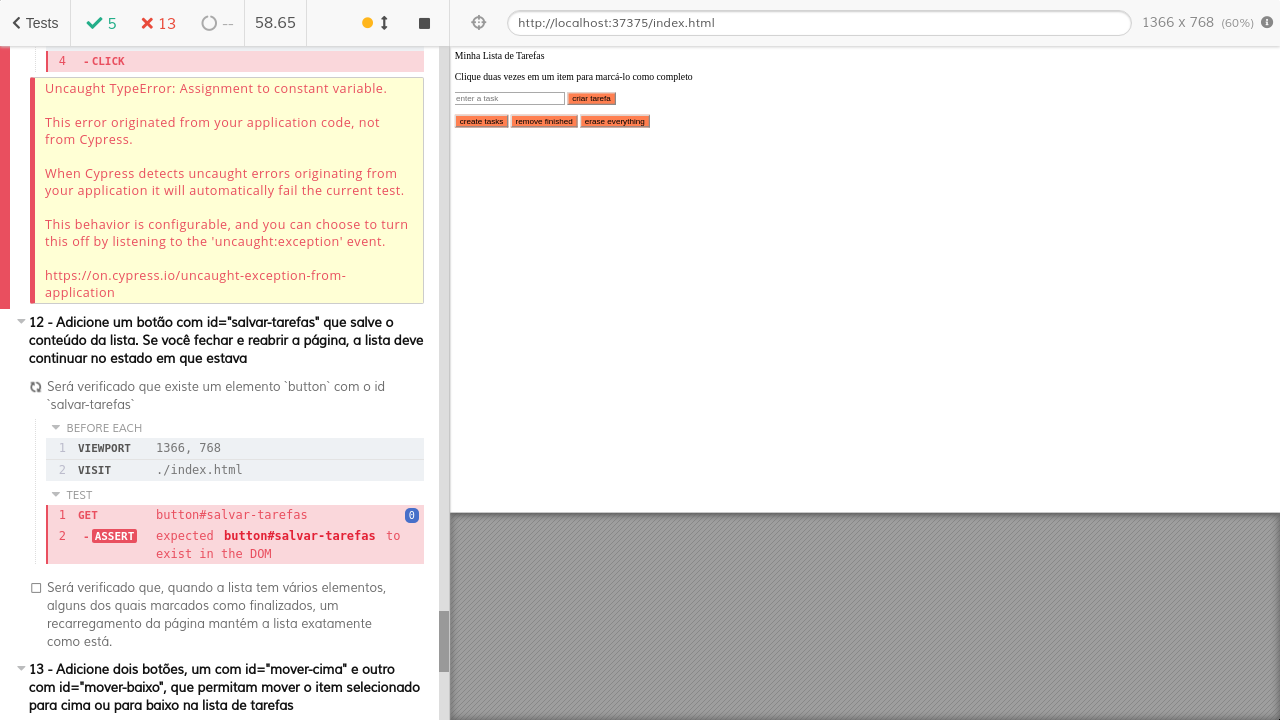 Tests
5
13
--
58.65
http://localhost:37375/index.html
1366 x 768 (60%)
4 - CLICK
Uncaught TypeError: Assignment to constant variable.
This error originated from your application code, not
from Cypress.
When Cypress detects uncaught errors originating from
your application it will automatically fail the current test.
This behavior is configurable, and you can choose to turn
this off by listening to the 'uncaught:exception' event.
https://on.cypress.io/uncaught-exception-from-
application
12 - Adicione um botão com id="salvar-tarefas" que salve o
conteúdo da lista. Se você fechar e reabrir a página, a lista deve
continuar no estado em que estava
Será verificado que existe um elemento `button` com o id
`salvar-tarefas`
BEFORE EACH
1 VIEWPORT 1366, 768
2 VISIT ./index.html
TEST
1 GET button#salvar-tarefas 0
2 - ASSERT expected button#salvar-tarefas to
exist in the DOM
Será verificado que, quando a lista tem vários elementos,
alguns dos quais marcados como finalizados, um
recarregamento da página mantém a lista exatamente
como está.
13 - Adicione dois botões, um com id="mover-cima" e outro
com id="mover-baixo", que permitam mover o item selecionado
para cima ou para baixo na lista de tarefas
Minha Lista de Tarefas
Clique duas vezes em um item para marcá-lo como completo
enter a task criar tarefa
create tasks remove finished erase everything